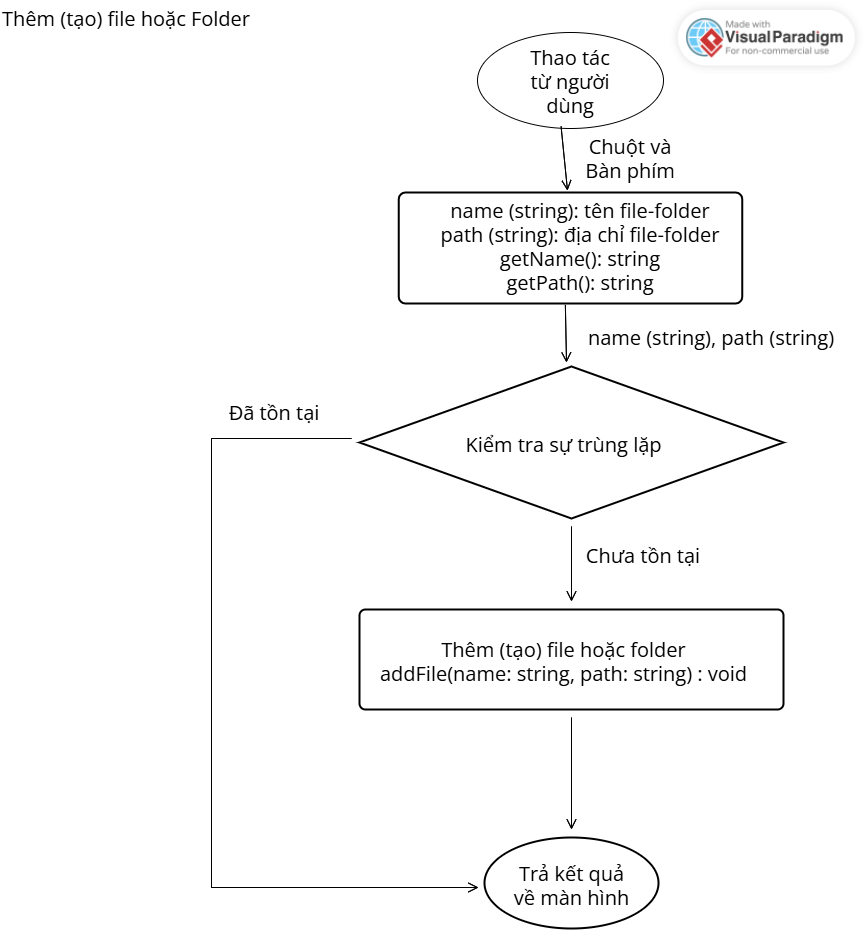 Thêm (tạo) file hoặc Folder
Made with
VisualParadigm
For non-commercial use
Thao tác
từ người
dùng
Chuột và
Bàn phím
name (string): tên file-folder
path (string): địa chỉ file-folder
getName(): string
getPath(): string
name (string), path (string)
Đã tồn tại
Kiểm tra sự trùng lặp
Chưa tồn tại
Thêm (tạo) file hoặc folder
addFile(name: string, path: string) : void
Trả kết quả
về màn hình